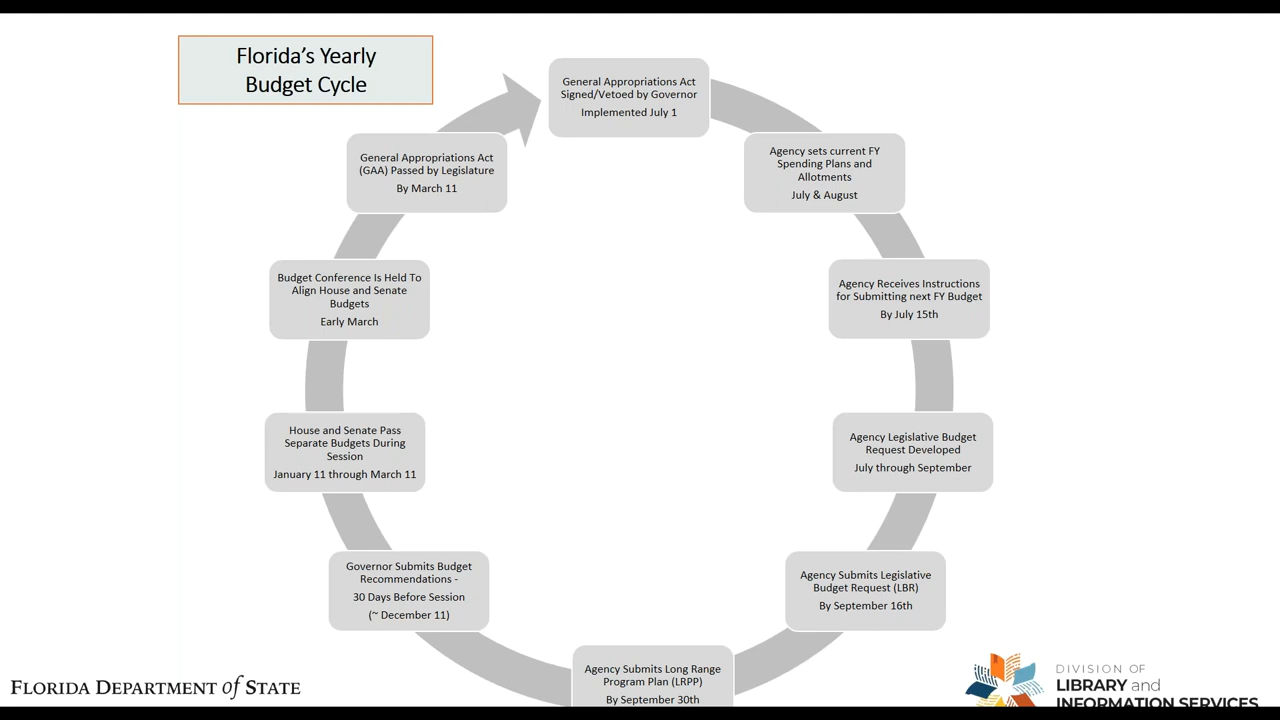 Florida's Yearly
Budget Cycle
General Appropriations Act
Signed/Vetoed by Governor
Implemented July 1
Agency sets current FY
Spending Plans and
Allotments
July & August
Agency Receives Instructions
for Submitting next FY Budget
By July 15th
Agency Legislative Budget
Request Developed
July through September
Agency Submits Legislative
Budget Request (LBR)
By September 16th
Agency Submits Long Range
Program Plan (LRPP)
By September 30th
Governor Submits Budget
Recommendations -
30 Days Before Session
(~ December 11)
House and Senate Pass
Separate Budgets During
Session
January 11 through March 11
Budget Conference Is Held To
Align House and Senate
Budgets
Early March
General Appropriations Act
(GAA) Passed by Legislature
By March 11
FLORIDA DEPARTMENT of STATE
DIVISION OF
LIBRARY and
INFORMATION SERVICES